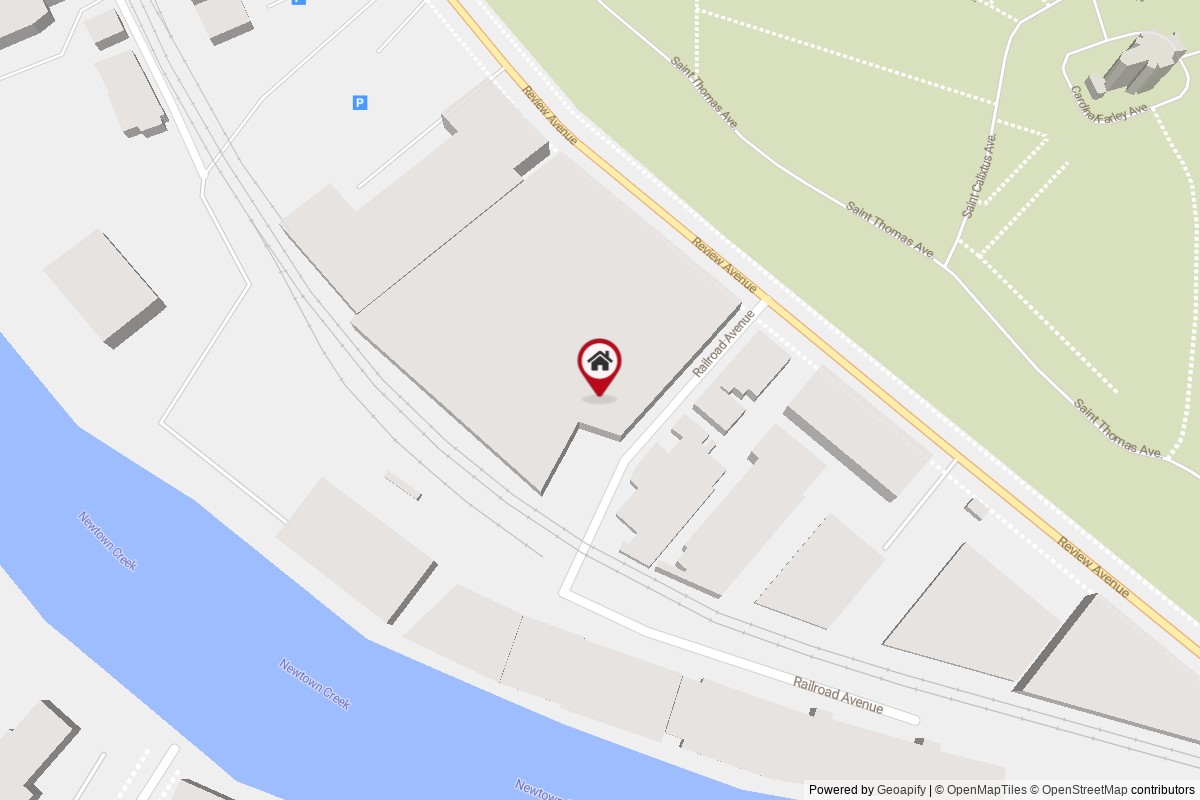 P
P
Saint Thomas Ave.
Review Avenue
Cardinal Farley Ave.
Saint Calixtus Ave.
Saint Thomas Ave.
Review Avenue
Railroad Avenue
Saint Thomas Ave.
Newtown Creek
Review Avenue
Newtown Creek
Railroad Avenue
Newtown
Powered by Geoapify | © OpenMapTiles © OpenStreetMap contributors